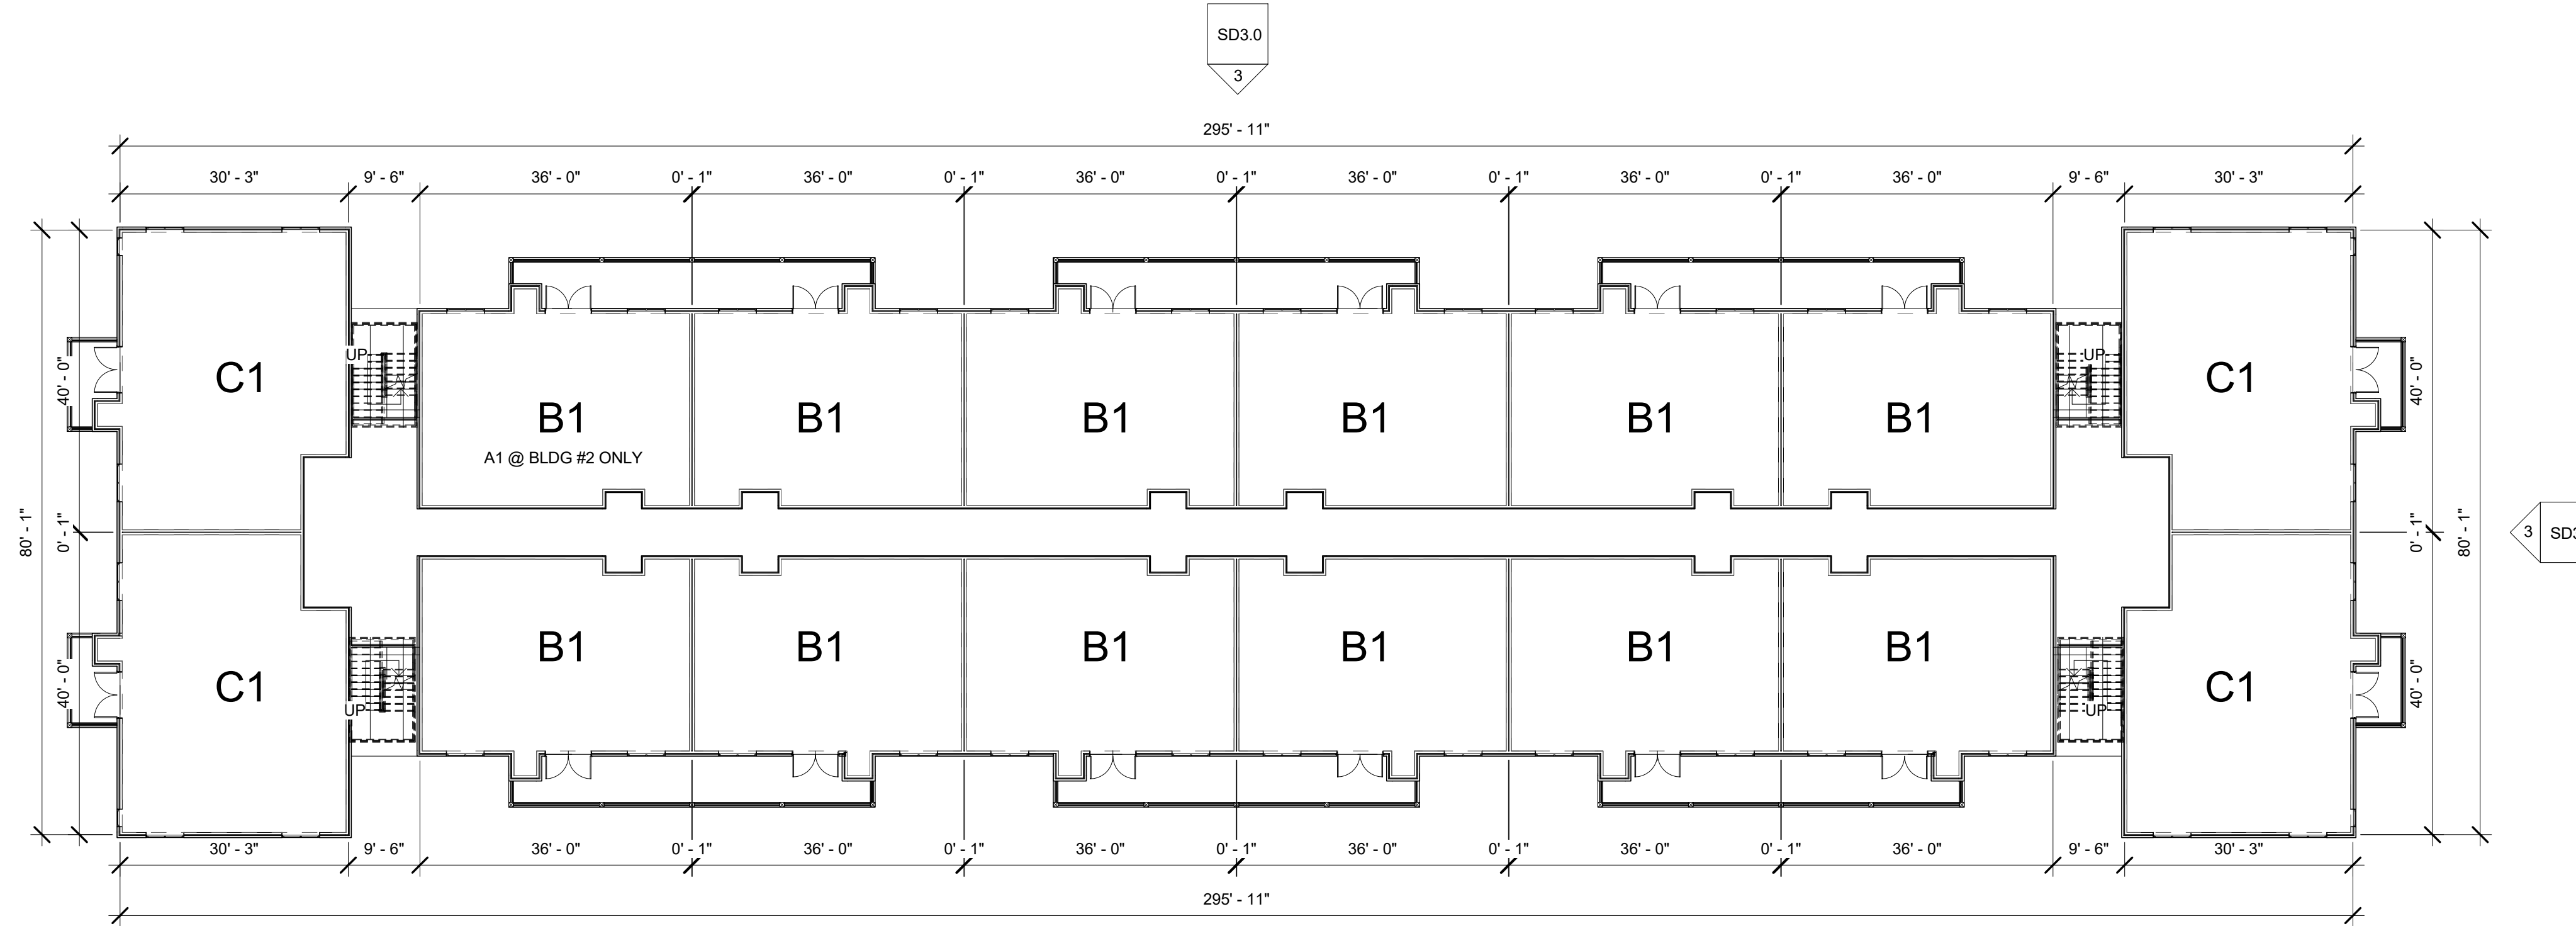 SD3.0
3
295' - 11"
30' - 3" 9' - 6" 36' - 0" 0' - 1" 36' - 0" 0' - 1" 36' - 0" 0' - 1" 36' - 0" 0' - 1" 36' - 0" 0' - 1" 36' - 0" 9' - 6" 30' - 3"
UP UP
40' - 0" C1 C1 40' - 0"
B1 B1 B1 B1 B1 B1
A1 @ BLDG #2 ONLY
80' - 1" 0' - 1" 0' - 1" 80' - 1" 3
B1 B1 B1 B1 B1 B1
40' - 0" C1 C1 40' - 0"
UP UP
30' - 3" 9' - 6" 36' - 0" 0' - 1" 36' - 0" 0' - 1" 36' - 0" 0' - 1" 36' - 0" 0' - 1" 36' - 0" 0' - 1" 36' - 0" 9' - 6" 30' - 3"
295' - 11"